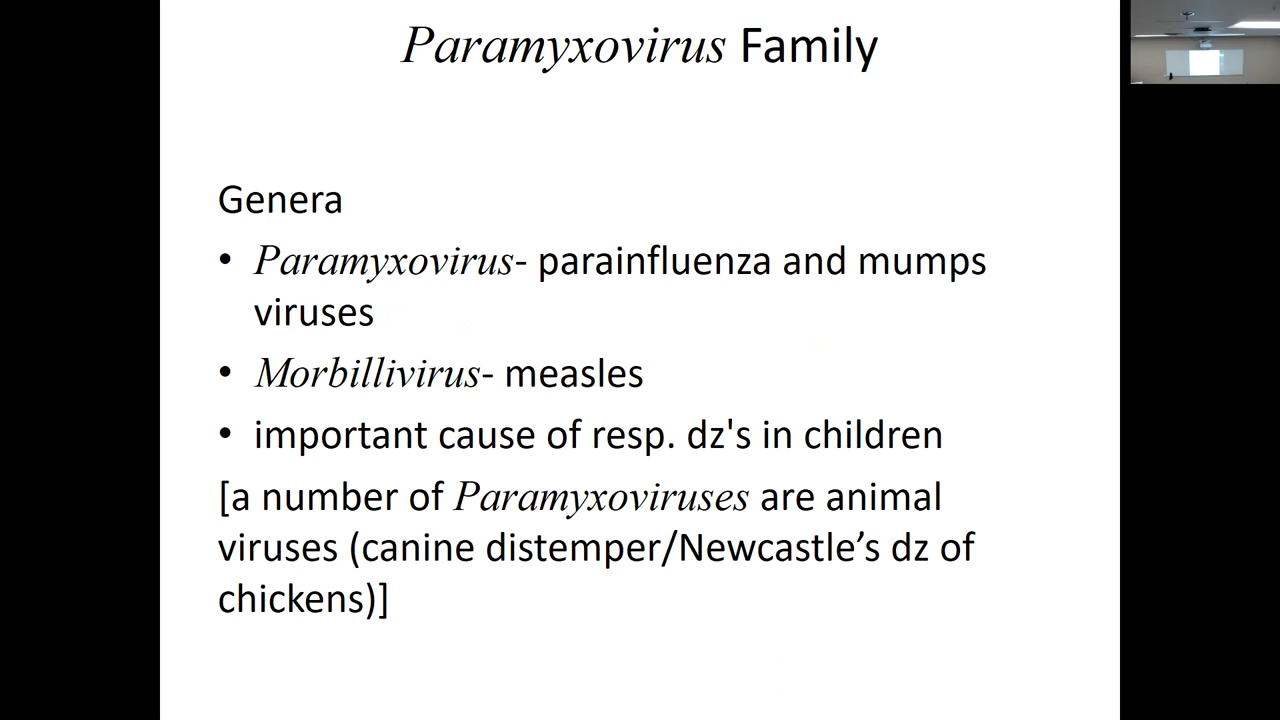 Paramyxovirus Family
Genera
• Paramyxovirus- parainfluenza and mumps
viruses
• Morbillivirus- measles
• important cause of resp. dz's in children
[a number of Paramyxoviruses are animal
viruses (canine distemper/Newcastle’s dz of
chickens)]